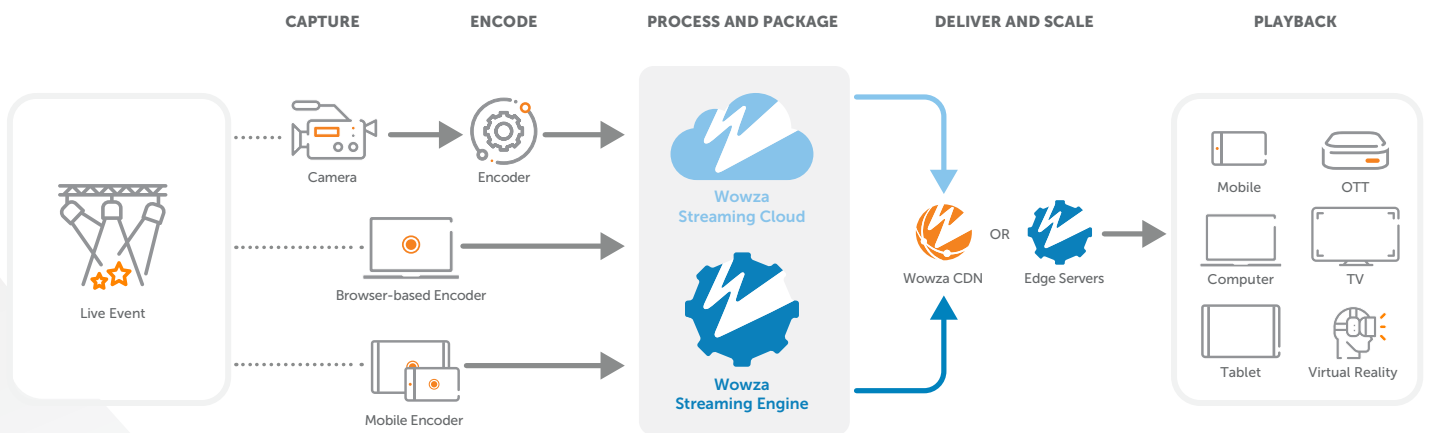 CAPTURE
ENCODE
PROCESS AND PACKAGE
DELIVER AND SCALE
PLAYBACK
Live Event
Camera
Encoder
Browser-based Encoder
Mobile Encoder
Wowza
Streaming Cloud
Wowza
Streaming Engine
Wowza CDN
OR
Edge Servers
Mobile
OTT
Computer
TV
Tablet
Virtual Reality